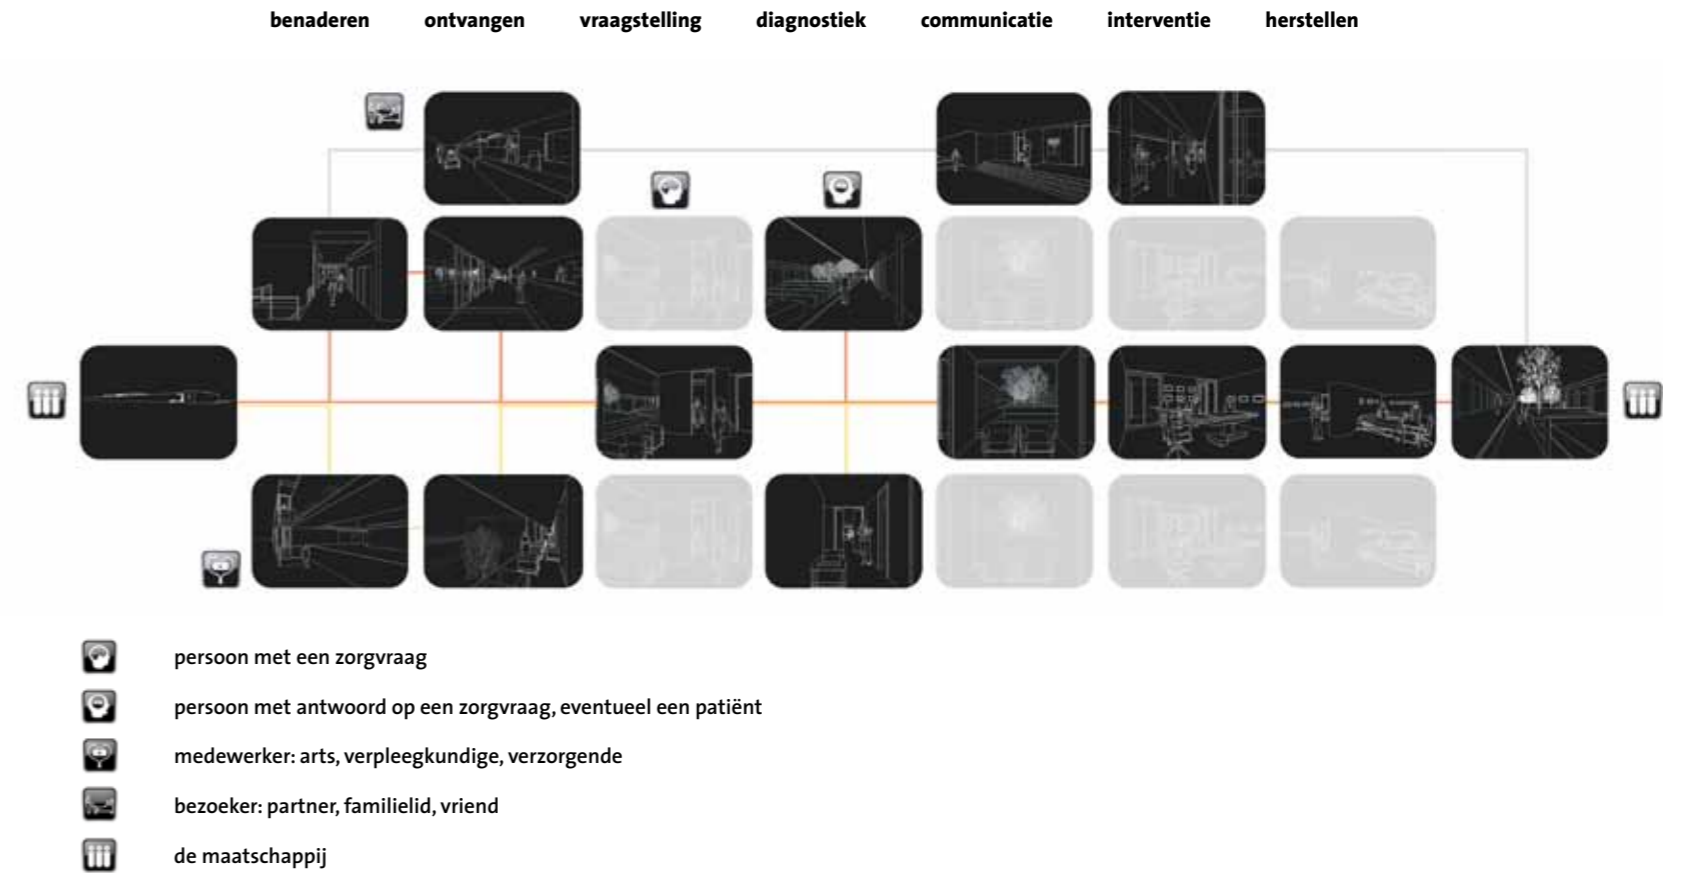 benaderen ontvangen vraagstelling diagnostiek communicatie interventie herstellen
persoon met een zorgvraag
persoon met antwoord op een zorgvraag, eventueel een patiënt
medewerker: arts, verpleegkundige, verzorgende
bezoeker: partner, familielid, vriend
de maatschappij